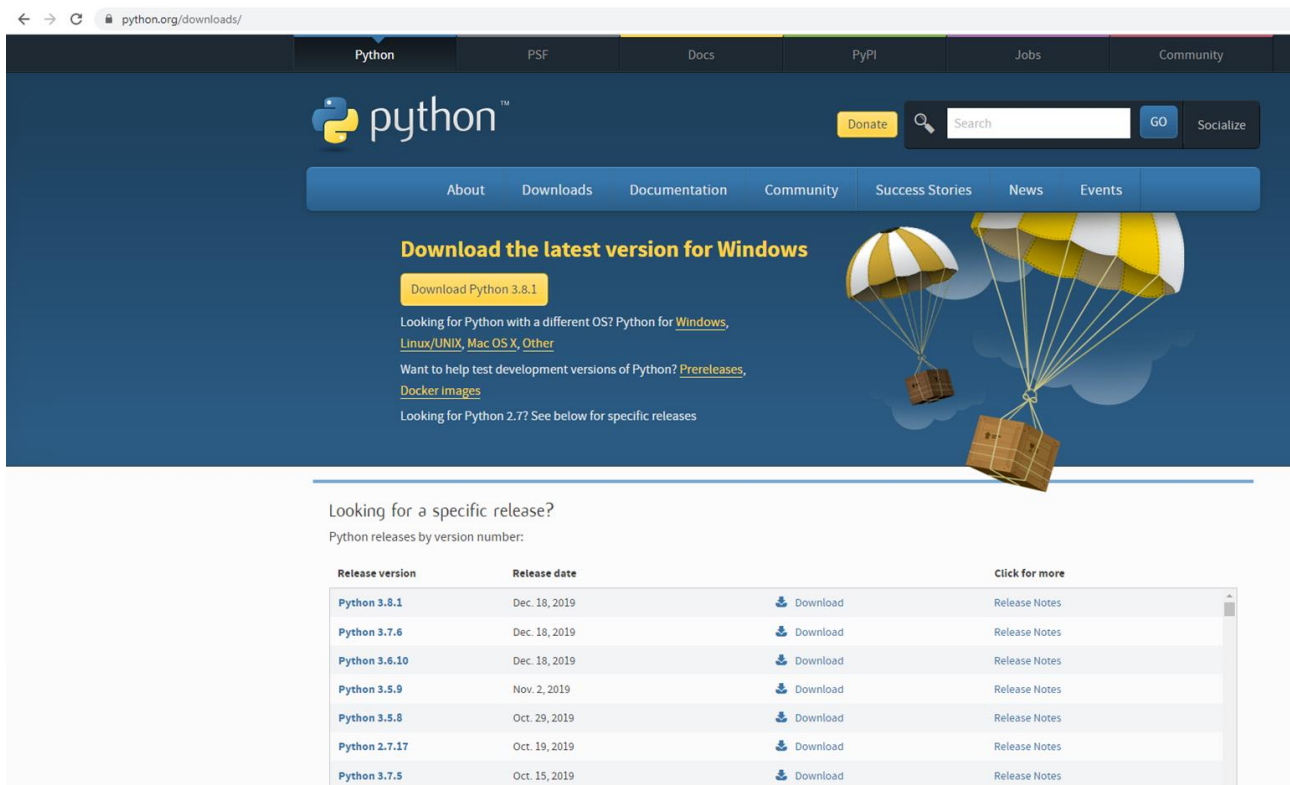 python.org/downloads/
Python PSF Docs PyPI Jobs Community
python™
Donate Search GO Socialize
About Downloads Documentation Community Success Stories News Events
Download the latest version for Windows
Download Python 3.8.1
Looking for Python with a different OS? Python for Windows,
Linux/UNIX, Mac OS X, Other
Want to help test development versions of Python? Prereleases,
Docker images
Looking for Python 2.7? See below for specific releases
Looking for a specific release?
Python releases by version number:
Release version Release date Click for more
Python 3.8.1 Dec. 18, 2019 Download Release Notes
Python 3.7.6 Dec. 18, 2019 Download Release Notes
Python 3.6.10 Dec. 18, 2019 Download Release Notes
Python 3.5.9 Nov. 2, 2019 Download Release Notes
Python 3.5.8 Oct. 29, 2019 Download Release Notes
Python 2.7.17 Oct. 19, 2019 Download Release Notes
Python 3.7.5 Oct. 15, 2019 Download Release Notes